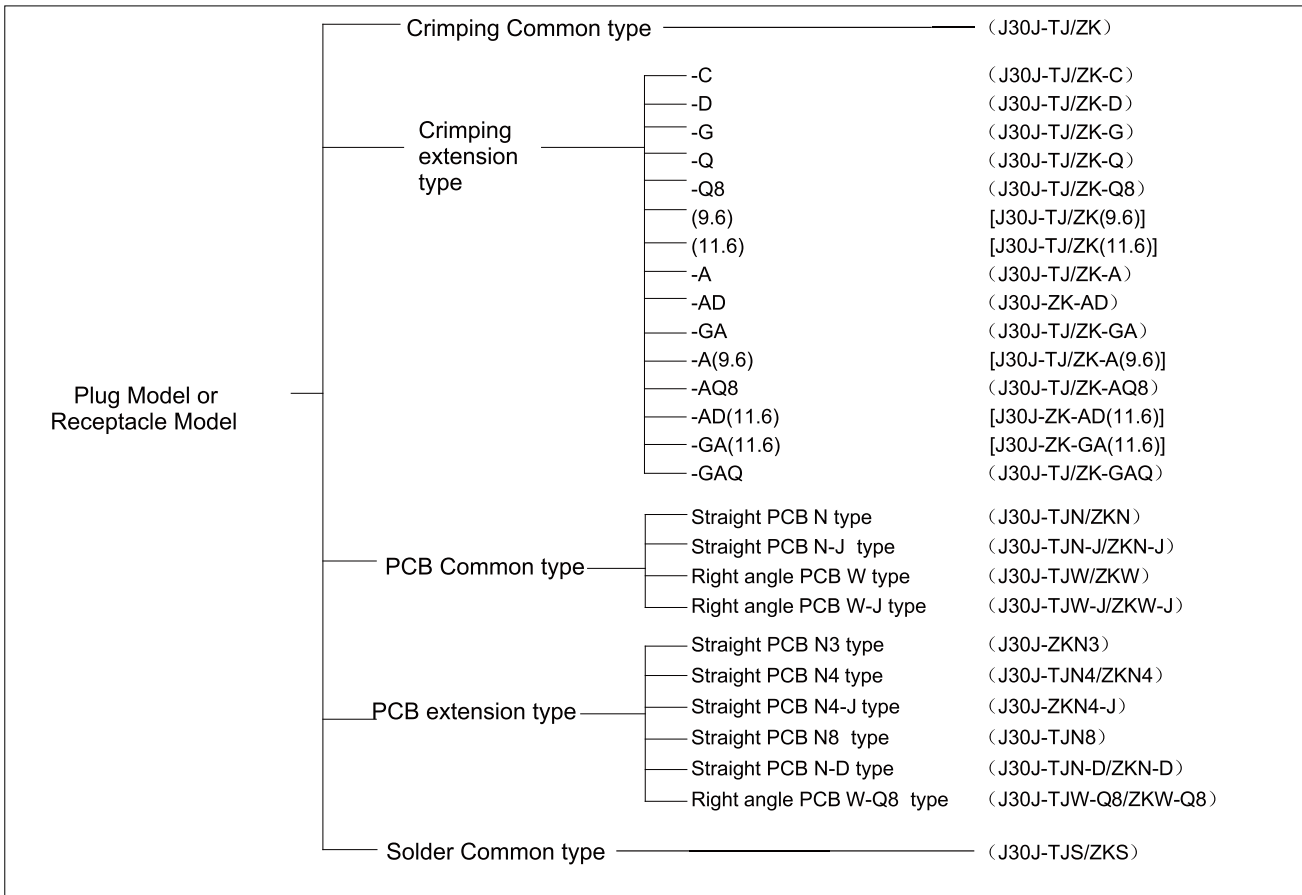 Crimping Common type （J30J-TJ/ZK）
-C （J30J-TJ/ZK-C）
-D （J30J-TJ/ZK-D）
Crimping
extension
type
-G （J30J-TJ/ZK-G）
-Q （J30J-TJ/ZK-Q）
-Q8 （J30J-TJ/ZK-Q8）
(9.6) [J30J-TJ/ZK(9.6)]
(11.6) [J30J-TJ/ZK(11.6)]
-A （J30J-TJ/ZK-A）
-AD （J30J-ZK-AD）
-GA （J30J-TJ/ZK-GA）
-A(9.6) [J30J-TJ/ZK-A(9.6)]
-AQ8 （J30J-TJ/ZK-AQ8）
-AD(11.6) [J30J-ZK-AD(11.6)]
-GA(11.6) [J30J-ZK-GA(11.6)]
-GAQ （J30J-TJ/ZK-GAQ）
Plug Model or
Receptacle Model
PCB Common type
Straight PCB N type （J30J-TJN/ZKN）
Straight PCB N-J type （J30J-TJN-J/ZKN-J）
Right angle PCB W type （J30J-TJW/ZKW）
Right angle PCB W-J type （J30J-TJW-J/ZKW-J）
PCB extension type
Straight PCB N3 type （J30J-ZKN3）
Straight PCB N4 type （J30J-TJN4/ZKN4）
Straight PCB N4-J type （J30J-ZKN4-J）
Straight PCB N8 type （J30J-TJN8）
Straight PCB N-D type （J30J-TJN-D/ZKN-D）
Right angle PCB W-Q8 type （J30J-TJW-Q8/ZKW-Q8）
Solder Common type （J30J-TJS/ZKS）